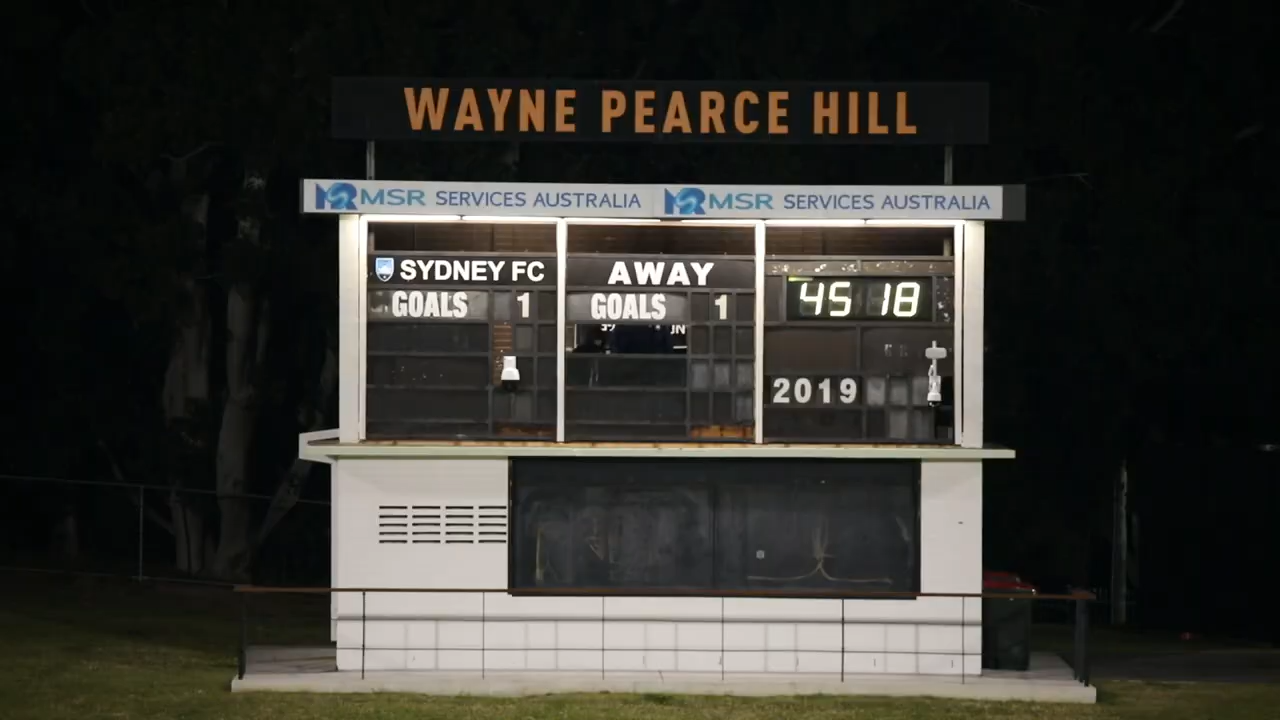 WAYNE PEARCE HILL
MSR SERVICES AUSTRALIA MSR SERVICES AUSTRALIA
SYDNEY FC
GOALS 1
AWAY
GOALS 1
45 18
2019